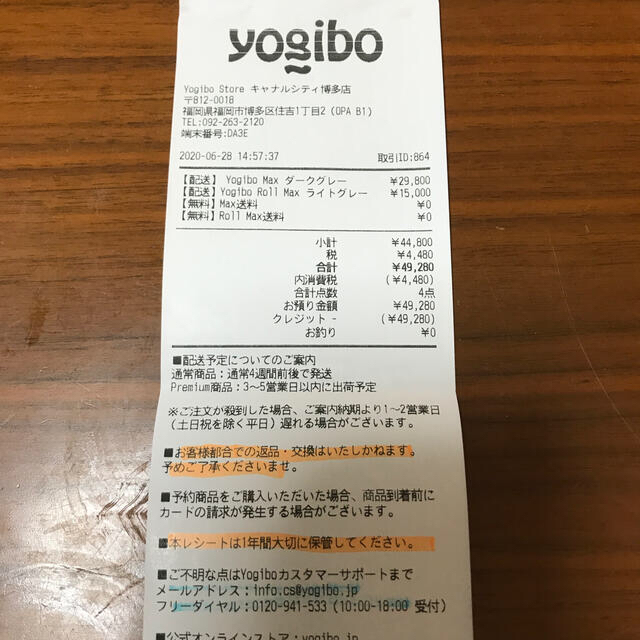 yogibo
Yogibo Store キャナルシティ博多店
〒812-0018
福岡県福岡市博多区住吉1丁目2 (OPA B1)
TEL:092-263-2120
端末番号:DA3E
2020-06-28 14:57:37 取引ID:864
【配送】 Yogibo Max ダークグレー ¥29,800
【配送】Yogibo Roll Max ライトグレー ¥15,000
【無料】Max送料 ¥0
【無料】Roll Max送料 ¥0
小計 ¥44,800
税 ¥4,480
合計 ¥49,280
内消費税 (¥4,480)
合計点数 4点
お預り金額 ¥49,280
クレジット - (¥49,280)
お釣り ¥0
■配送予定についてのご案内
通常商品：通常4週間前後で発送
Premium商品：3～5営業日以内に出荷予定
※ご注文が殺到した場合、ご案内納期より1～2営業日
(土日祝を除く平日) 遅れる場合がございます。
■お客様都合での返品・交換はいたしかねます。
予めご了承くださいませ。
■予約商品をご購入いただいた場合、商品到着前に
カードの請求が発生する場合がございます。
■本レシートは1年間大切に保管してください。
■ご不明な点はYogiboカスタマーサポートまで
メールアドレス：info.cs@yogibo.jp
フリーダイヤル：0120-941-533 (10:00-18:00 受付)
■公式オンラインストア：yogibo.jp